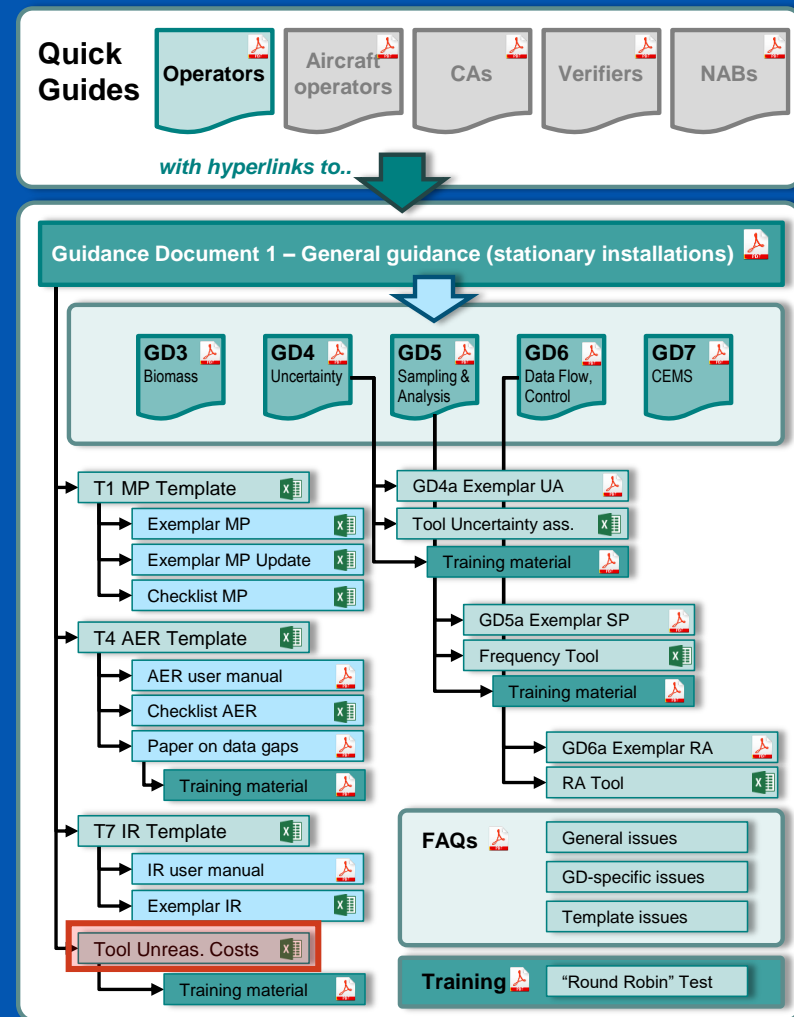 Quick
Guides
Operators
Aircraft
operators
CAs
Verifiers
NABs
with hyperlinks to..
Guidance Document 1 – General guidance (stationary installations)
GD3
Biomass
GD4
Uncertainty
GD5
Sampling &
Analysis
GD6
Data Flow,
Control
GD7
CEMS
T1 MP Template
Exemplar MP
Exemplar MP Update
Checklist MP
T4 AER Template
AER user manual
Checklist AER
Paper on data gaps
Training material
T7 IR Template
IR user manual
Exemplar IR
Tool Unreas. Costs
Training material
GD4a Exemplar UA
Tool Uncertainty ass.
Training material
GD5a Exemplar SP
Frequency Tool
Training material
GD6a Exemplar RA
RA Tool
FAQs
General issues
GD-specific issues
Template issues
Training
“Round Robin” Test